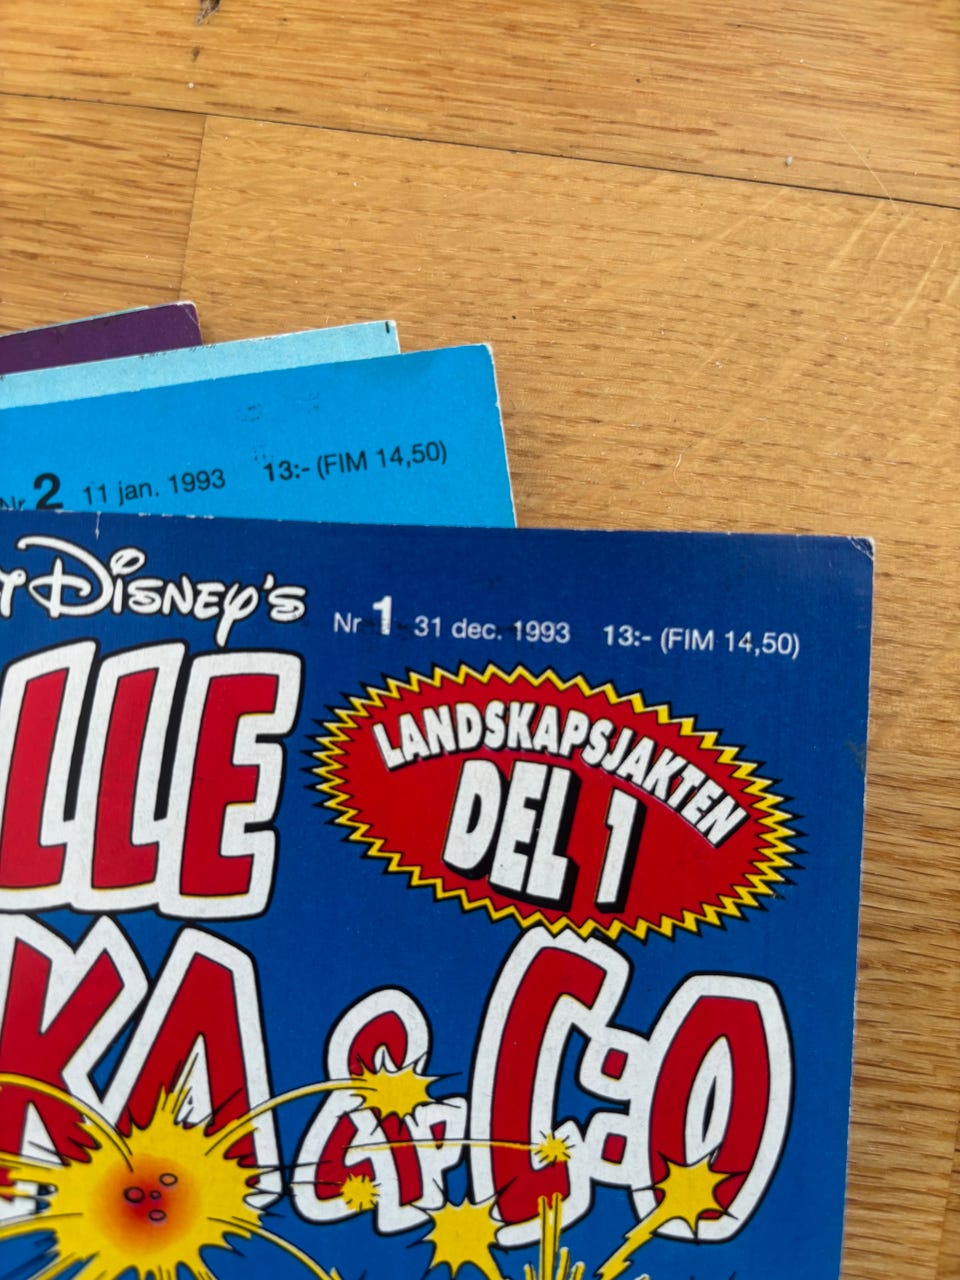 Nr 2 11 jan. 1993 13:- (FIM 14,50)
DISNEY'S
Nr 1 31 dec. 1993 13:- (FIM 14,50)
LANDSKAPSJAKTEN
DEL 1
LLE
KA & C:O